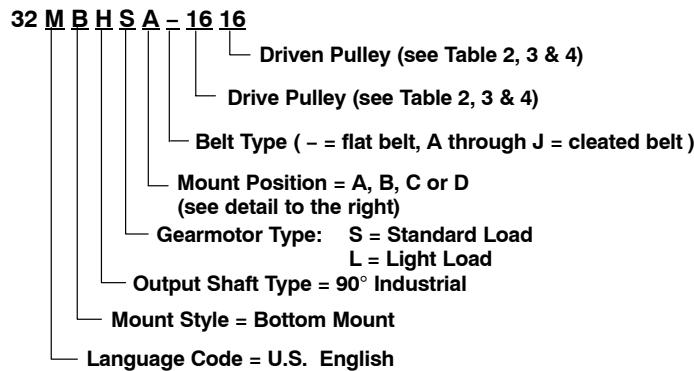 32 M B H S A – 16 16
Driven Pulley (see Table 2, 3 & 4)
Drive Pulley (see Table 2, 3 & 4)
Belt Type ( – = flat belt, A through J = cleated belt )
Mount Position = A, B, C or D
(see detail to the right)
Gearmotor Type: S = Standard Load
L = Light Load
Output Shaft Type = 90° Industrial
Mount Style = Bottom Mount
Language Code = U.S. English